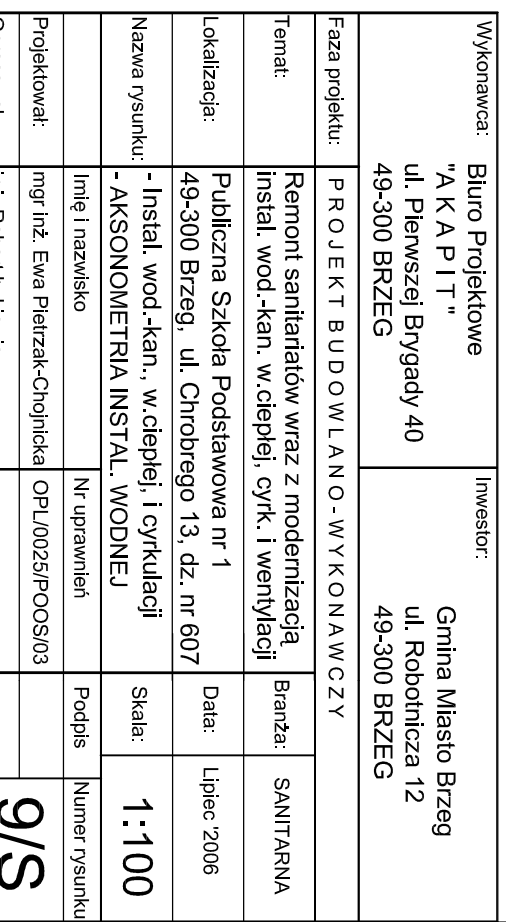 Wykonawca:
Biuro Projektowe
"A K A P I T "
ul. Pierwszej Brygady 40
49-300 BRZEG
Inwestor:
Gmina Miasto Brzeg
ul. Robotnicza 12
49-300 BRZEG
Faza projektu:
P R O J E K T  B U D O W L A N O - W Y K O N A W C Z Y
Temat:
Remont sanitariatów wraz z modernizacją
instal. wod.-kan. w.ciepłej, cyrk. i wentylacji
Branża:
SANITARNA
Lokalizacja:
Publiczna Szkoła Podstawowa nr 1
49-300 Brzeg, ul. Chrobrego 13, dz. nr 607
Data:
Lipiec '2006
Nazwa rysunku:
- Instal. wod.-kan., w.ciepłej, i cyrkulacji
- AKSONOMETRIA INSTAL. WODNEJ
Skala:
1:100
Imię i nazwisko
Nr uprawnień
Podpis
Numer rysunku
Projektował:
mgr inż. Ewa Pietrzak-Chojnicka
OPL/0025/POOS/03
9/S